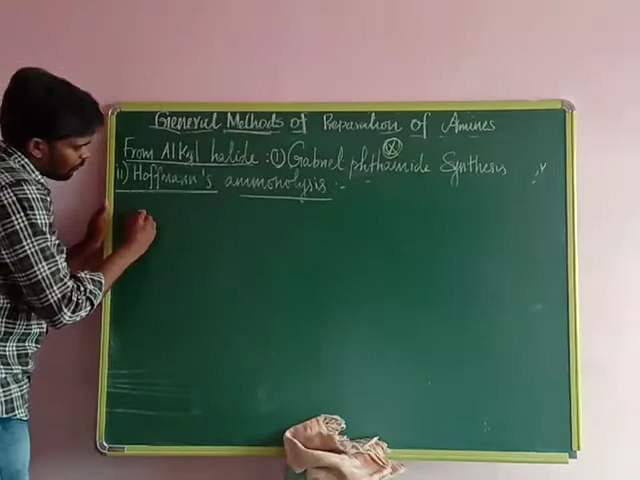 General Methods of Preparation of Amines
From Alkyl halide :- i) Gabriel phthamide Synthesis
ii) Hoffmann's ammonolysis :-